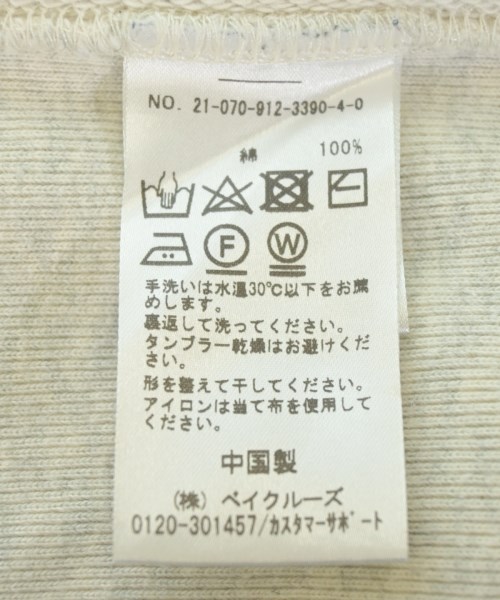 NO. 21-070-912-3390-4-0
綿 100%
F W
手洗いは水温30℃以下をお薦
めします。
裏返して洗ってください。
タンブラー乾燥はお避けくださ
い。
形を整えて干してください。
アイロンは当て布を使用して
ください。
中国製
(株) ベイクルーズ
0120-301457/カスタマーサポート